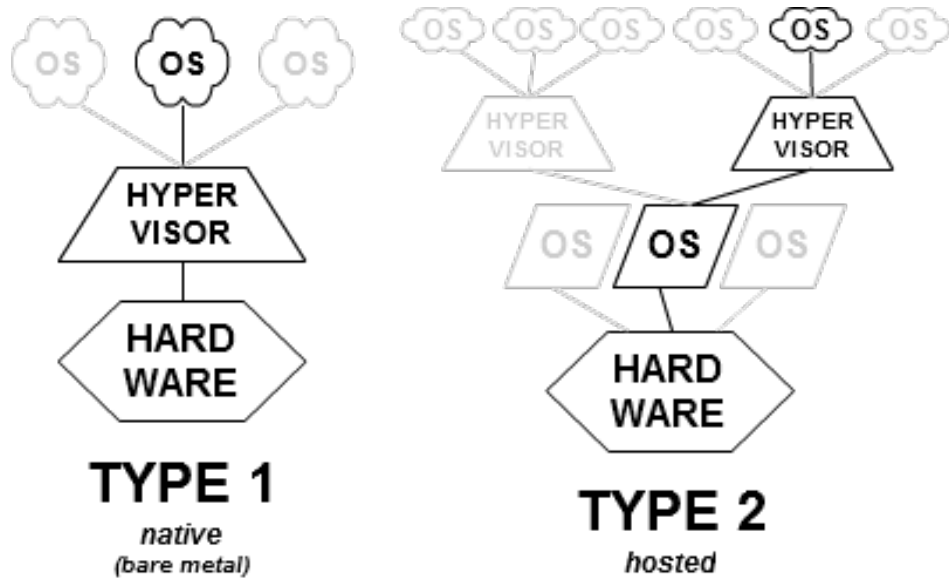 OS OS OS
HYPER
VISOR
HARD
WARE
TYPE 1
native
(bare metal)
OS OS OS OS OS OS
HYPER HYPER
VISOR VISOR
OS OS OS
HARD
WARE
TYPE 2
hosted